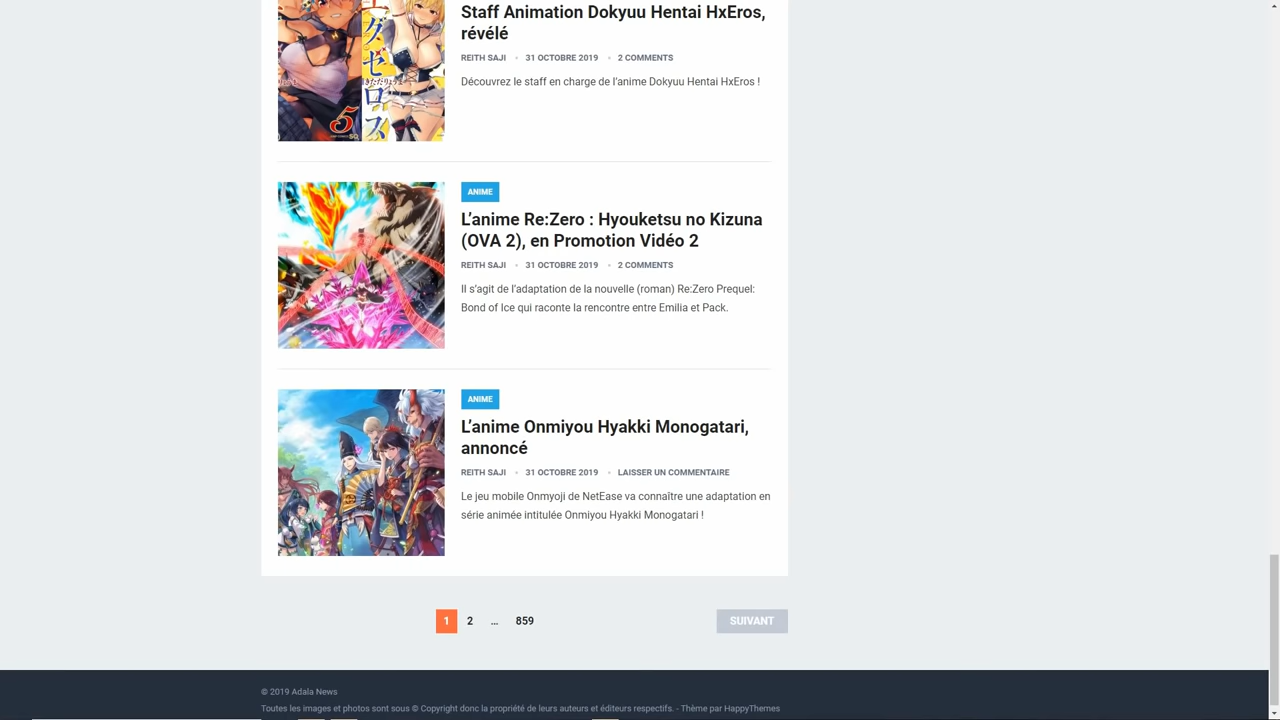 Staff Animation Dokyuu Hentai HxEros,
révélé
REITH SAJI • 31 OCTOBRE 2019 • 2 COMMENTS
Découvrez le staff en charge de l'anime Dokyuu Hentai HxEros !
5
ANIME
L'anime Re:Zero : Hyouketsu no Kizuna
(OVA 2), en Promotion Vidéo 2
REITH SAJI • 31 OCTOBRE 2019 • 2 COMMENTS
Il s'agit de l'adaptation de la nouvelle (roman) Re:Zero Prequel:
Bond of Ice qui raconte la rencontre entre Emilia et Pack.
ANIME
L'anime Onmiyou Hyakki Monogatari,
annoncé
REITH SAJI • 31 OCTOBRE 2019 • LAISSER UN COMMENTAIRE
Le jeu mobile Onmyoji de NetEase va connaître une adaptation en
série animée intitulée Onmiyou Hyakki Monogatari !
1 2 … 859 SUIVANT
© 2019 Adala News
Toutes les images et photos sont sous © Copyright donc la propriété de leurs auteurs et éditeurs respectifs. - Thème par HappyThemes